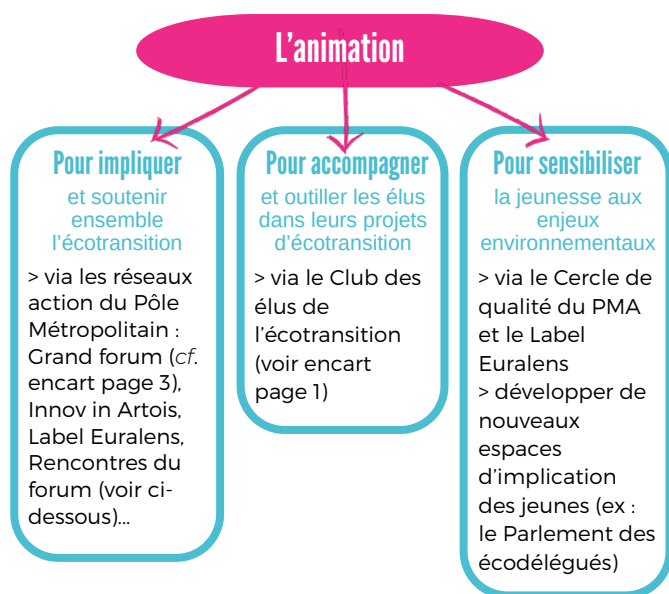 L'animation
Pour impliquer
et soutenir
ensemble
l'écotransition
> via les réseaux
action du Pôle
Métropolitain :
Grand forum (cf.
encart page 3),
Innov in Artois,
Label Euralens,
Rencontres du
forum (voir ci-
dessous)...
Pour accompagner
et outiller les élus
dans leurs projets
d'écotransition
> via le Club des
élus de
l'écotransition
(voir encart
page 1)
Pour sensibiliser
la jeunesse aux
enjeux
environnementaux
> via le Cercle de
qualité du PMA
et le Label
Euralens
> développer de
nouveaux
espaces
d'implication
des jeunes (ex :
le Parlement des
écodélégués)